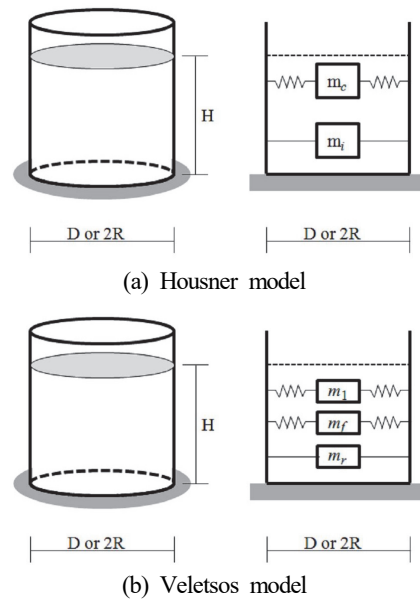 H
m_c
m_i
D or 2R
D or 2R
(a) Housner model
H
m_1
m_f
m_r
D or 2R
D or 2R
(b) Veletsos model